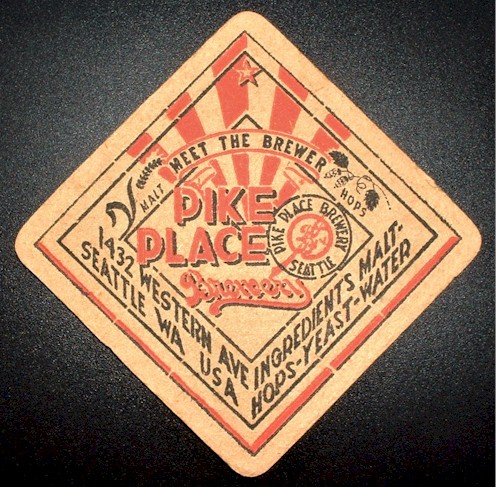 MEET THE BREWER
MALT
HOPS
PIKE
PLACE
Brewery
PIKE PLACE BREWERY
SEATTLE
1432 WESTERN AVE
SEATTLE WA USA
INGREDIENTS MALT-
HOPS-YEAST-WATER